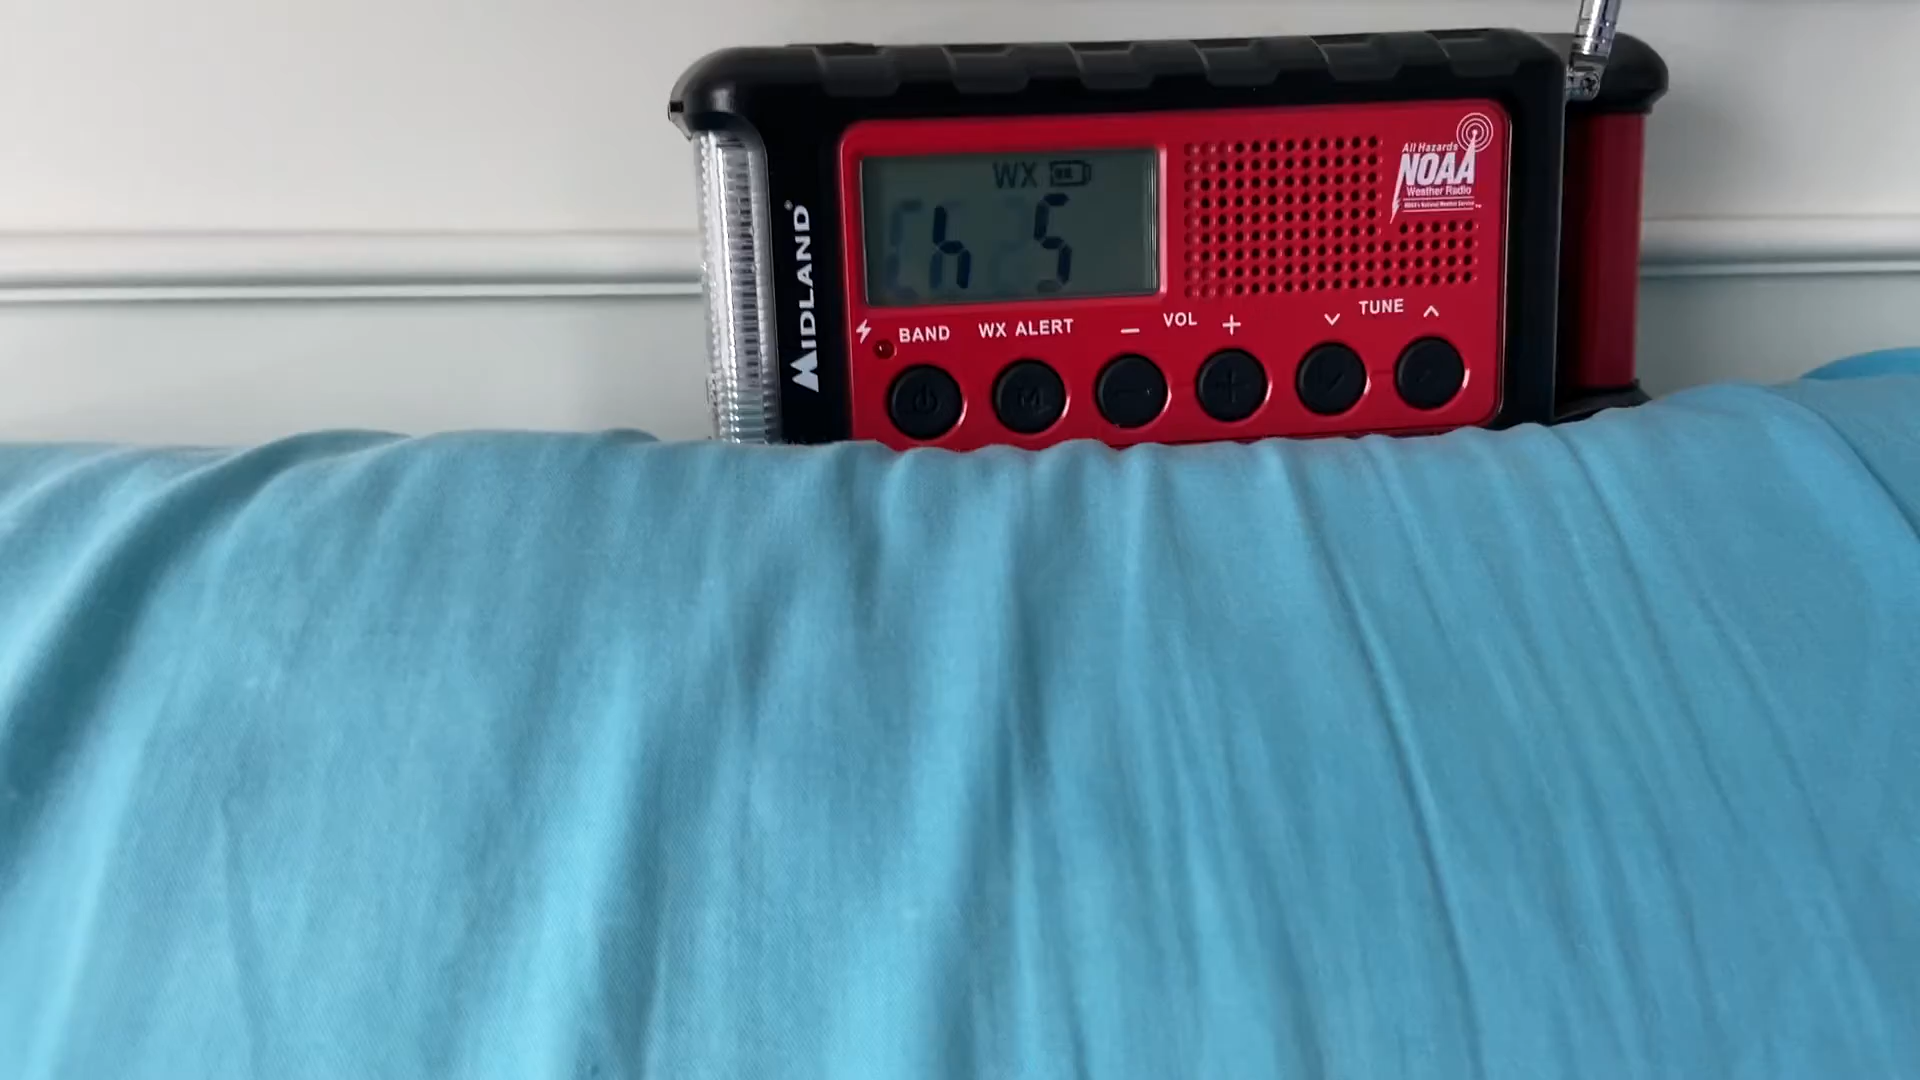 WX
Ch 5
MIDLAND®
All Hazards
NOAA
Weather Radio
BAND
WX ALERT
– VOL +
TUNE
M